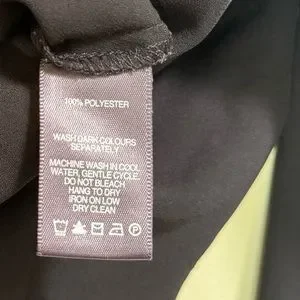 100% POLYESTER
WASH DARK COLOURS
SEPARATELY
MACHINE WASH IN COOL
WATER, GENTLE CYCLE.
DO NOT BLEACH
HANG TO DRY
IRON ON LOW
DRY CLEAN
P